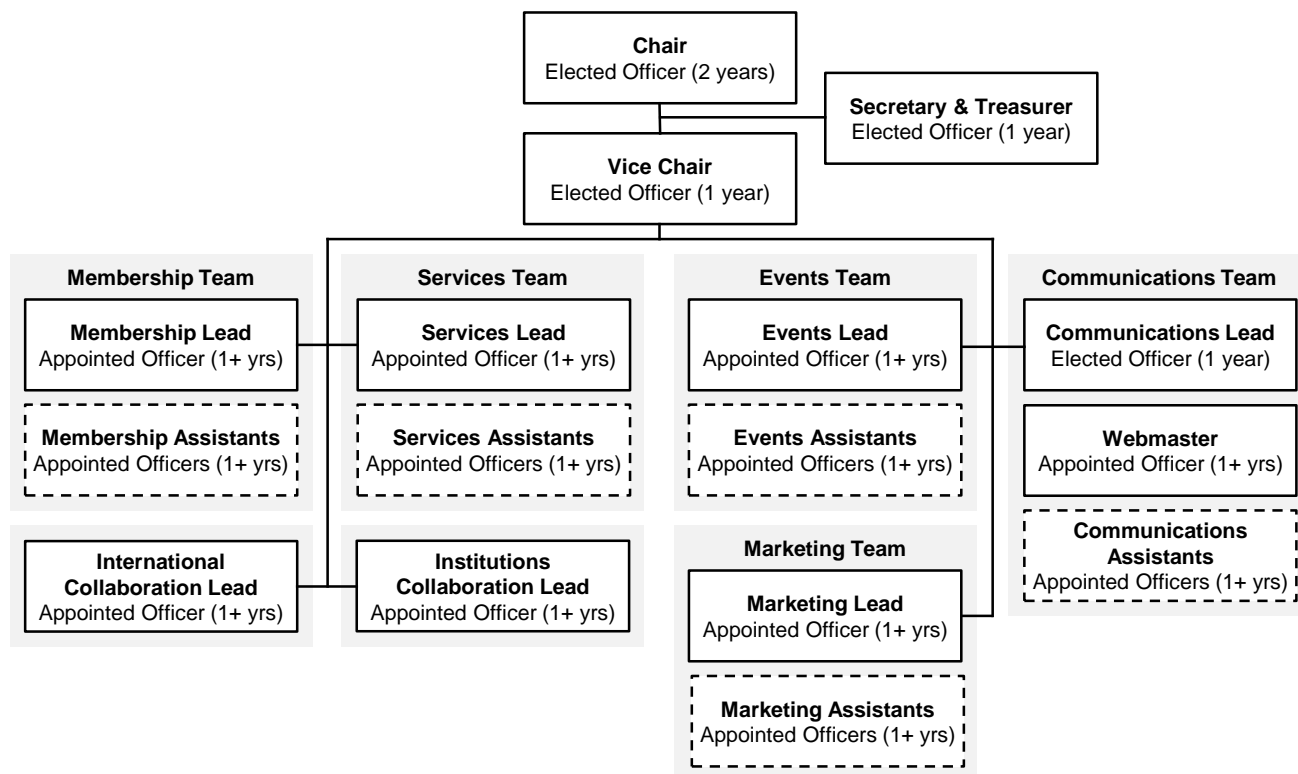 Chair
Elected Officer (2 years)
Secretary & Treasurer
Elected Officer (1 year)
Vice Chair
Elected Officer (1 year)
Membership Team
Membership Lead
Appointed Officer (1+ yrs)
Membership Assistants
Appointed Officers (1+ yrs)
Services Team
Services Lead
Appointed Officer (1+ yrs)
Services Assistants
Appointed Officers (1+ yrs)
Events Team
Events Lead
Appointed Officer (1+ yrs)
Events Assistants
Appointed Officers (1+ yrs)
Communications Team
Communications Lead
Elected Officer (1 year)
Webmaster
Appointed Officer (1+ yrs)
Communications
Assistants
Appointed Officers (1+ yrs)
International
Collaboration Lead
Appointed Officer (1+ yrs)
Institutions
Collaboration Lead
Appointed Officer (1+ yrs)
Marketing Team
Marketing Lead
Appointed Officer (1+ yrs)
Marketing Assistants
Appointed Officers (1+ yrs)